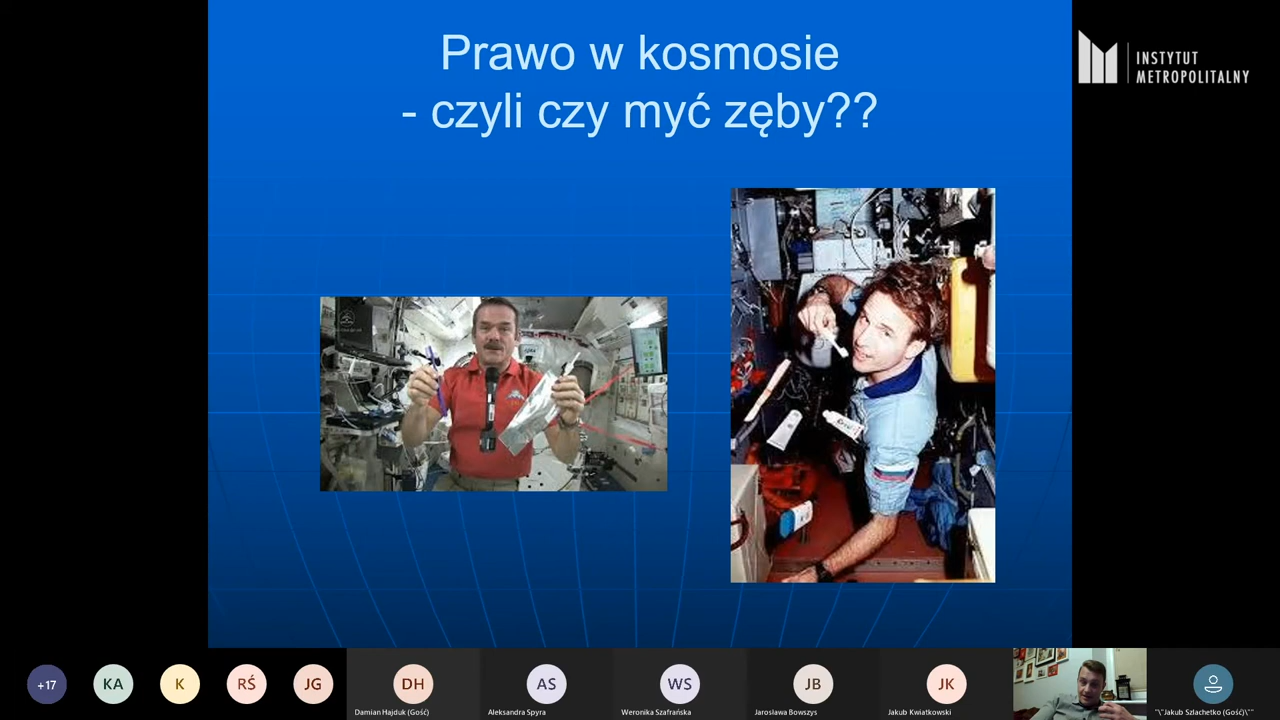 Prawo w kosmosie
- czyli czy myć zęby??
INSTYTUT
METROPOLITALNY
+17
KA
K
RŚ
JG
DH
AS
WS
JB
JK
Damian Hajduk (Gość)
Aleksandra Spyra
Weronika Szafrańska
Jarosława Bowszys
Jakub Kwiatkowski
"\"Jakub Szlachetko (Gość)\""